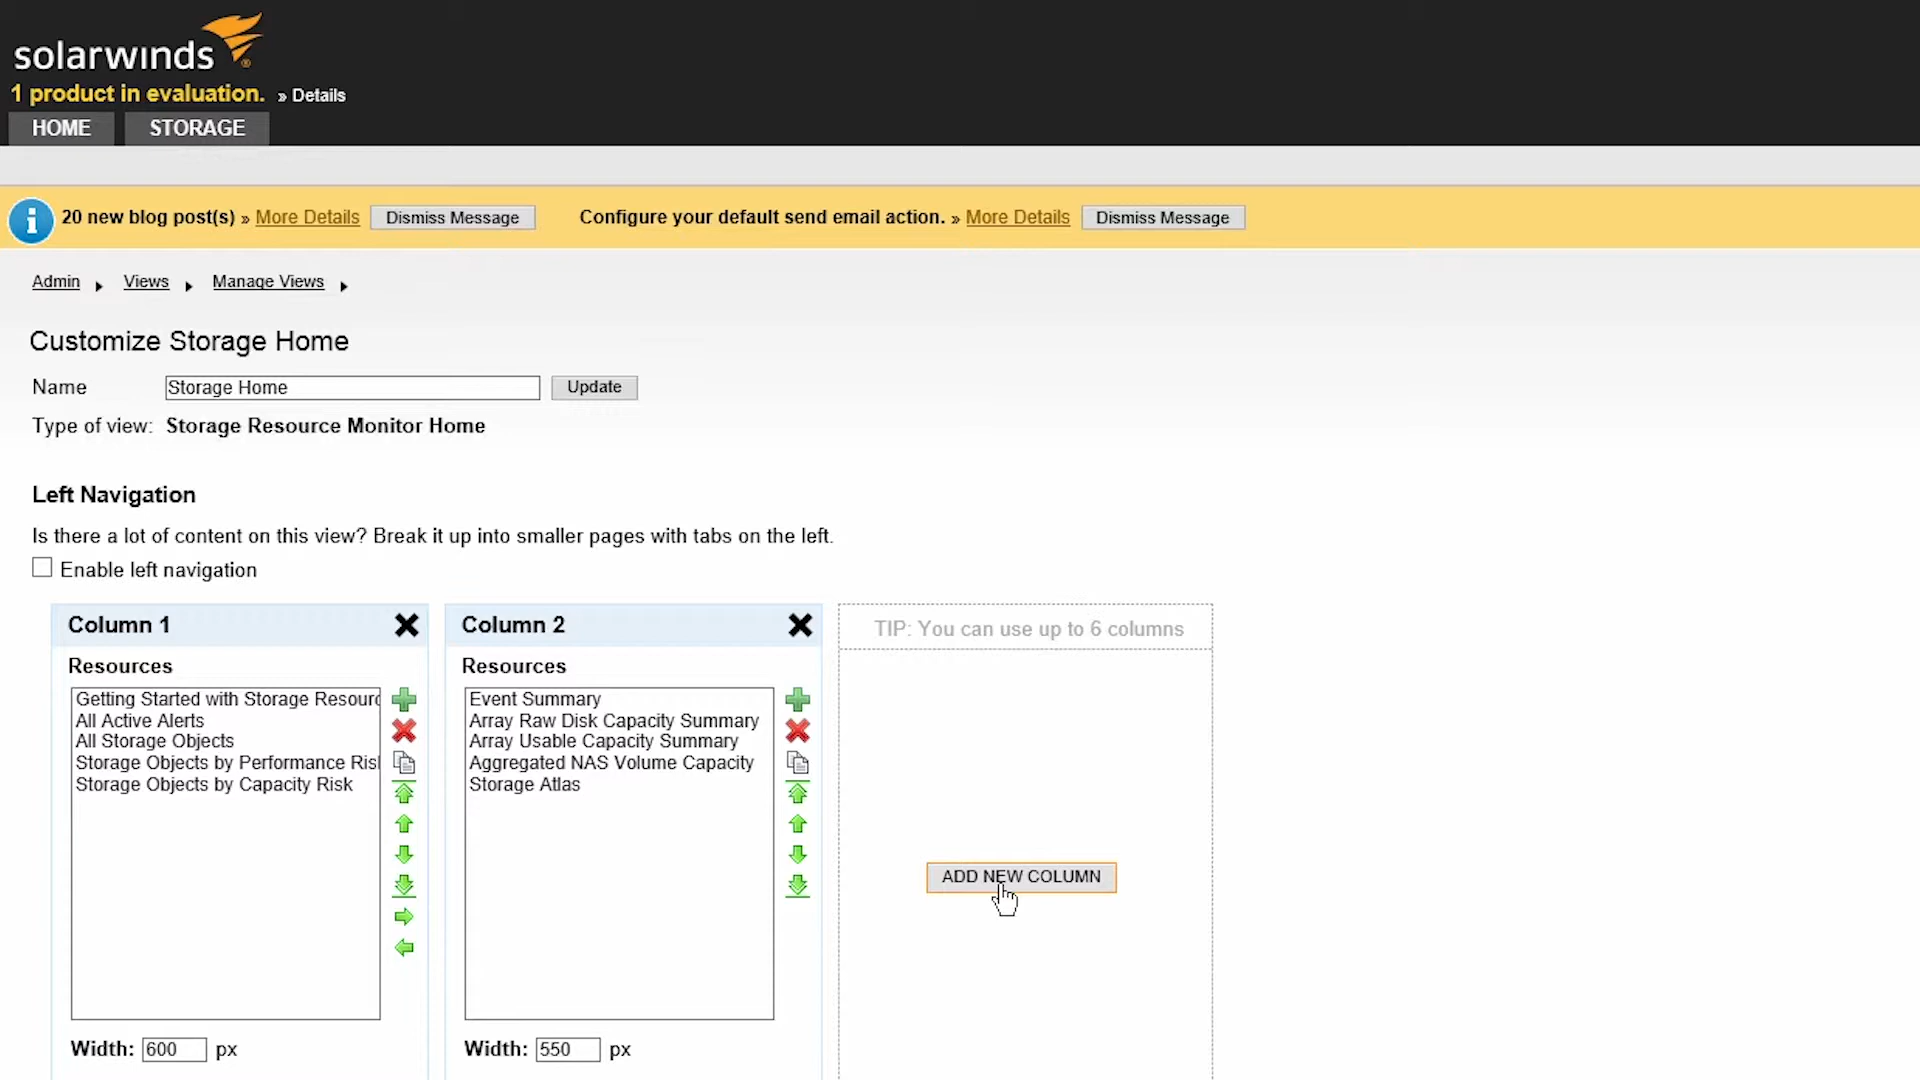 solarwinds
1 product in evaluation. » Details
HOME STORAGE
20 new blog post(s) » More Details Dismiss Message Configure your default send email action. » More Details Dismiss Message
Admin Views Manage Views
Customize Storage Home
Name Storage Home Update
Type of view: Storage Resource Monitor Home
Left Navigation
Is there a lot of content on this view? Break it up into smaller pages with tabs on the left.
Enable left navigation
Column 1
Resources
Getting Started with Storage Resourc
All Active Alerts
All Storage Objects
Storage Objects by Performance Risk
Storage Objects by Capacity Risk
Width: 600 px
Column 2
Resources
Event Summary
Array Raw Disk Capacity Summary
Array Usable Capacity Summary
Aggregated NAS Volume Capacity
Storage Atlas
Width: 550 px
TIP: You can use up to 6 columns
ADD NEW COLUMN